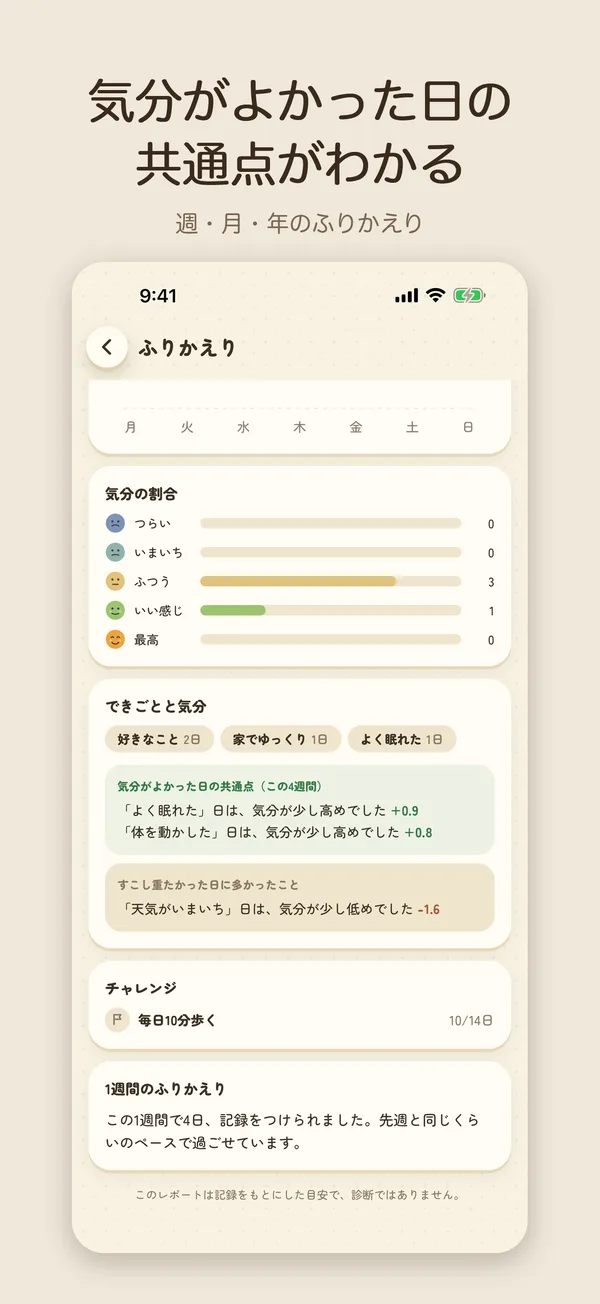 気分がよかった日の
共通点がわかる
週・月・年のふりかえり
9:41
ふりかえり
月 火 水 木 金 土 日
気分の割合
つらい 0
いまいち 0
ふつう 3
いい感じ 1
最高 0
できごとと気分
好きなこと 2日 家でゆっくり 1日 よく眠れた 1日
気分がよかった日の共通点（この4週間）
「よく眠れた」日は、気分が少し高めでした +0.9
「体を動かした」日は、気分が少し高めでした +0.8
すこし重たかった日に多かったこと
「天気がいまいち」日は、気分が少し低めでした -1.6
チャレンジ
毎日10分歩く 10/14日
1週間のふりかえり
この1週間で4日、記録をつけられました。先週と同じくら
いのペースで過ごせています。
このレポートは記録をもとにした目安で、診断ではありません。